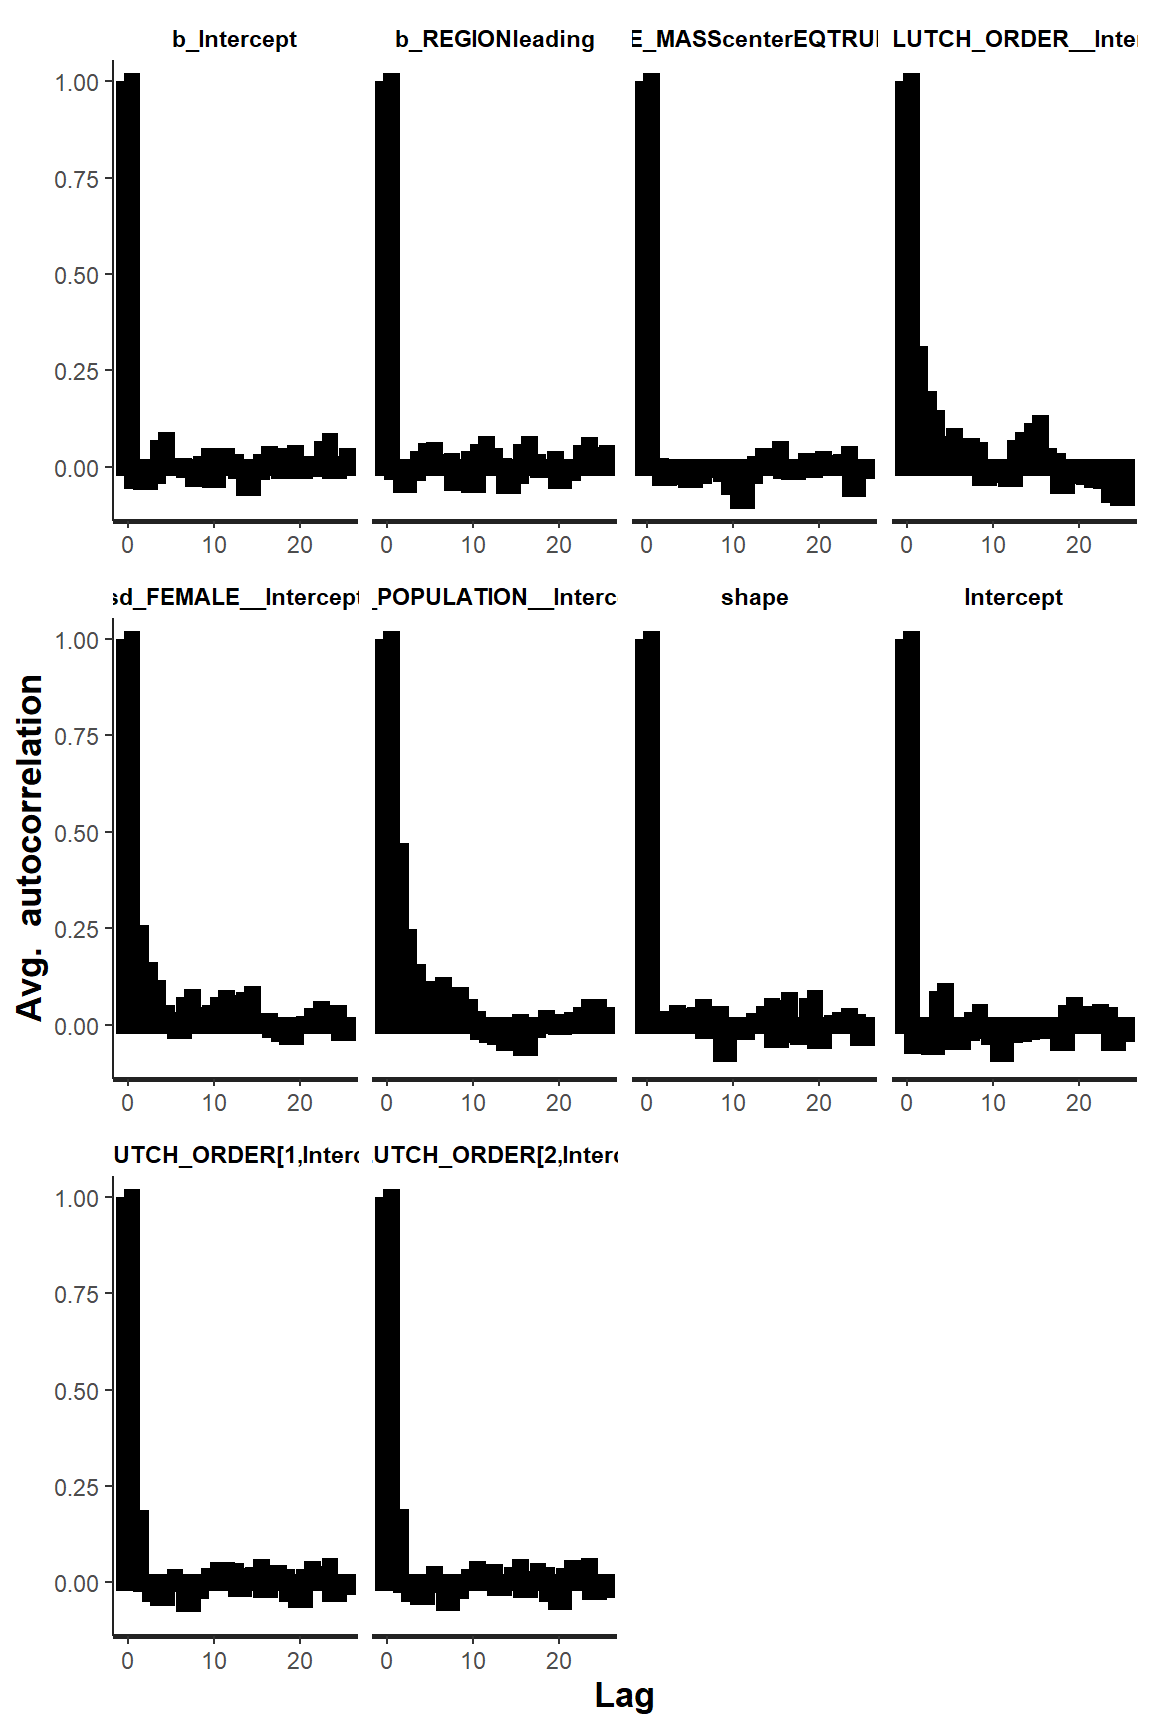 b_Intercept b_REGIONleading E_MASScenterEQTRUI LUTCH_ORDER__Inter
1.00
0.75
0.50
0.25
0.00
0 10 20 0 10 20 0 10 20 0 10 20
sd_FEMALE__Intercept _POPULATION__Interc shape Intercept
1.00
0.75
0.50
0.25
0.00
0 10 20 0 10 20 0 10 20 0 10 20
Avg. autocorrelation
UTCH_ORDER[1,Interc LUTCH_ORDER[2,Interc
1.00
0.75
0.50
0.25
0.00
0 10 20 0 10 20
Lag